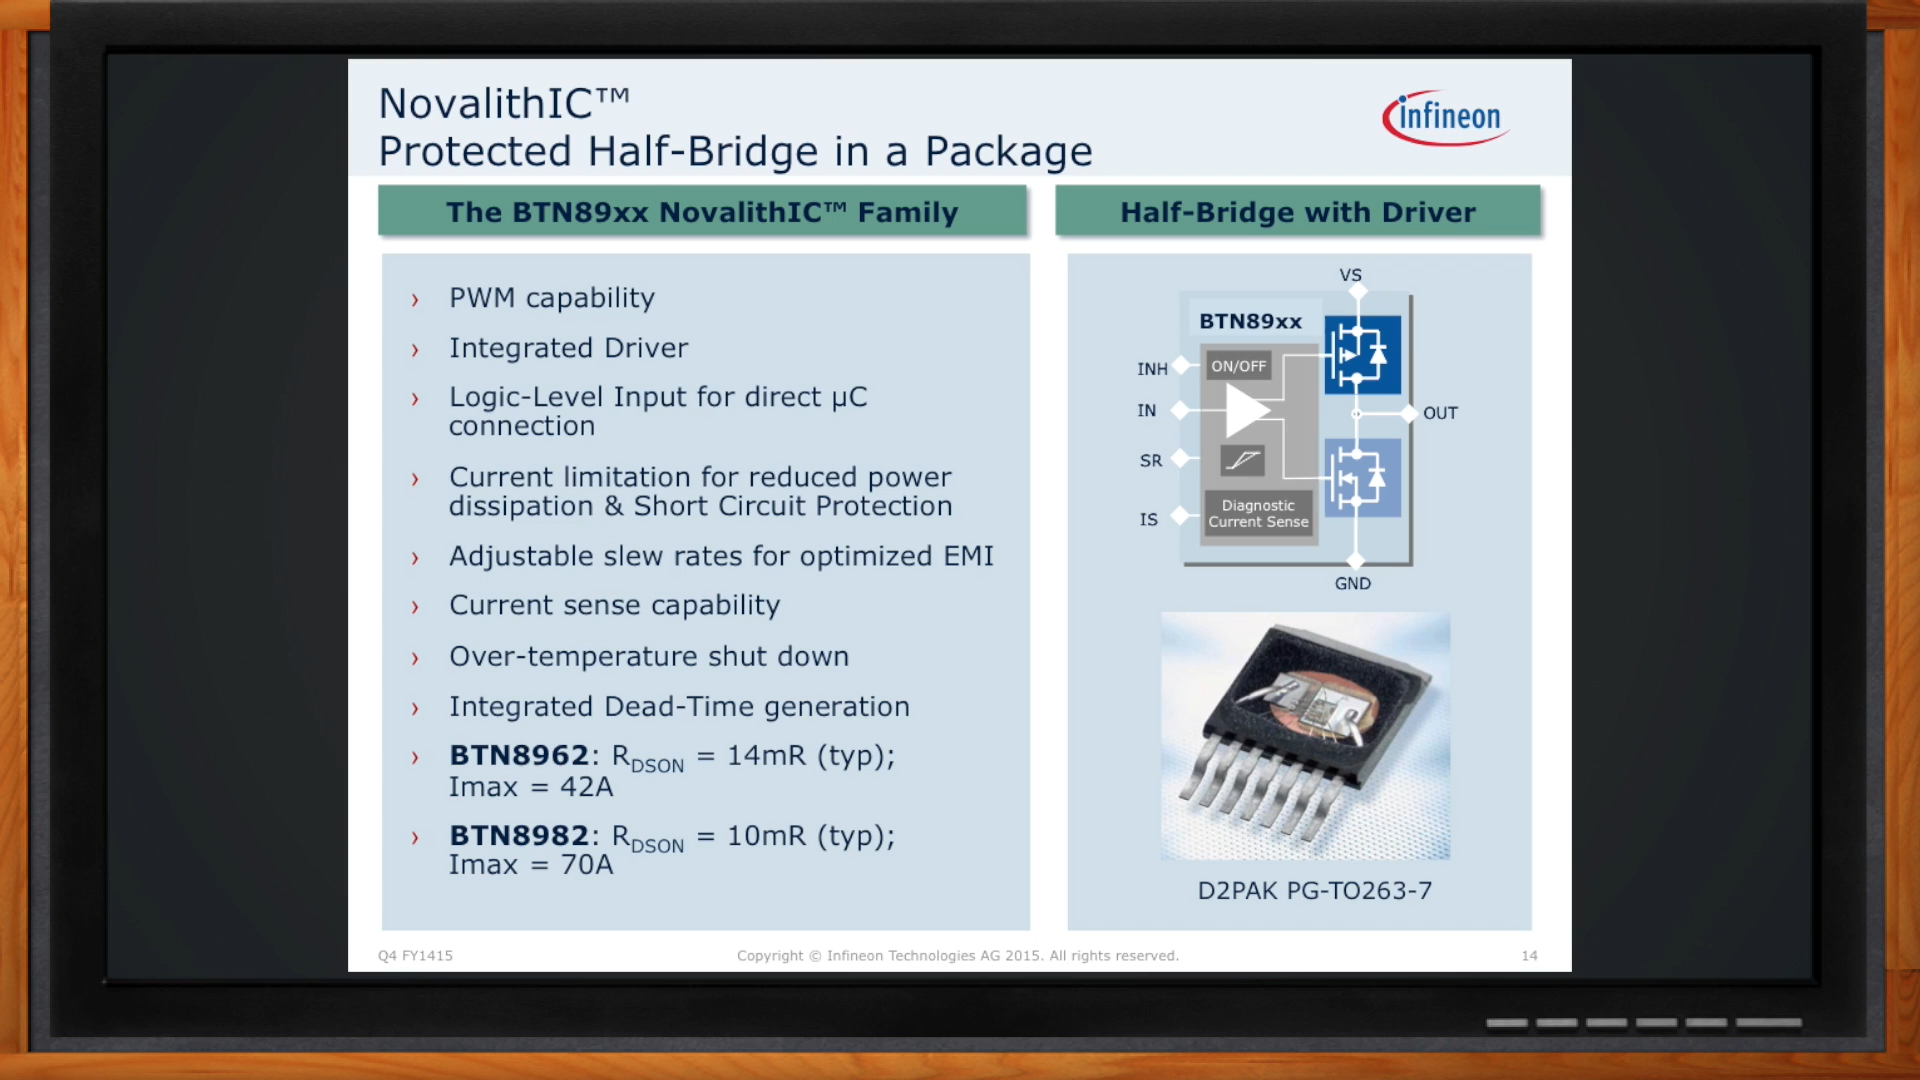 NovalithIC™
Protected Half-Bridge in a Package
infineon
The BTN89xx NovalithIC™ Family
› PWM capability
› Integrated Driver
› Logic-Level Input for direct µC
connection
› Current limitation for reduced power
dissipation & Short Circuit Protection
› Adjustable slew rates for optimized EMI
› Current sense capability
› Over-temperature shut down
› Integrated Dead-Time generation
› BTN8962: RDSON = 14mR (typ);
Imax = 42A
› BTN8982: RDSON = 10mR (typ);
Imax = 70A
Half-Bridge with Driver
VS
BTN89xx
INH
ON/OFF
IN
OUT
SR
Diagnostic
Current Sense
IS
GND
D2PAK PG-TO263-7
Q4 FY1415
Copyright © Infineon Technologies AG 2015. All rights reserved.
14